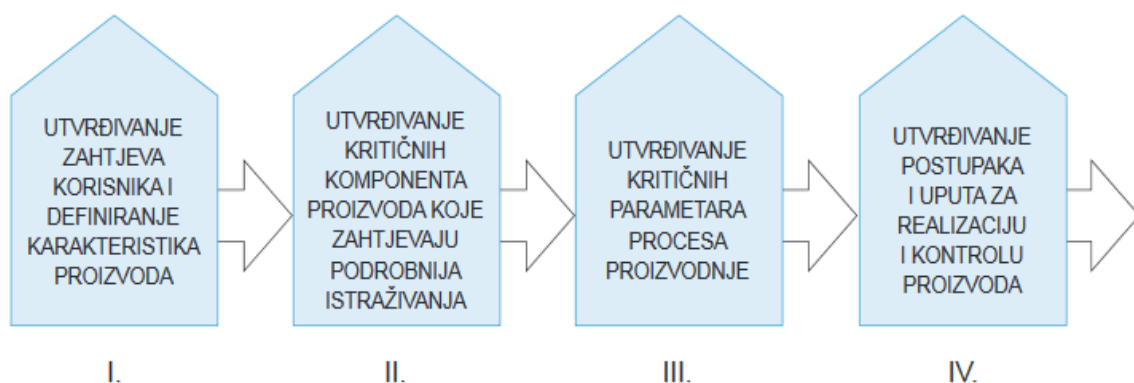 UTVRĐIVANJE
ZAHTJEVA
KORISNIKA I
DEFINIRANJE
KARAKTERISTIKA
PROIZVODA
I.
UTVRĐIVANJE
KRITIČNIH
KOMPONENTA
PROIZVODA KOJE
ZAHTJEVAJU
PODROBNIJA
ISTRAŽIVANJA
II.
UTVRĐIVANJE
KRITIČNIH
PARAMETARA
PROCESA
PROIZVODNJE
III.
UTVRĐIVANJE
POSTUPAKA
I UPUTA ZA
REALIZACIJU
I KONTROLU
PROIZVODA
IV.